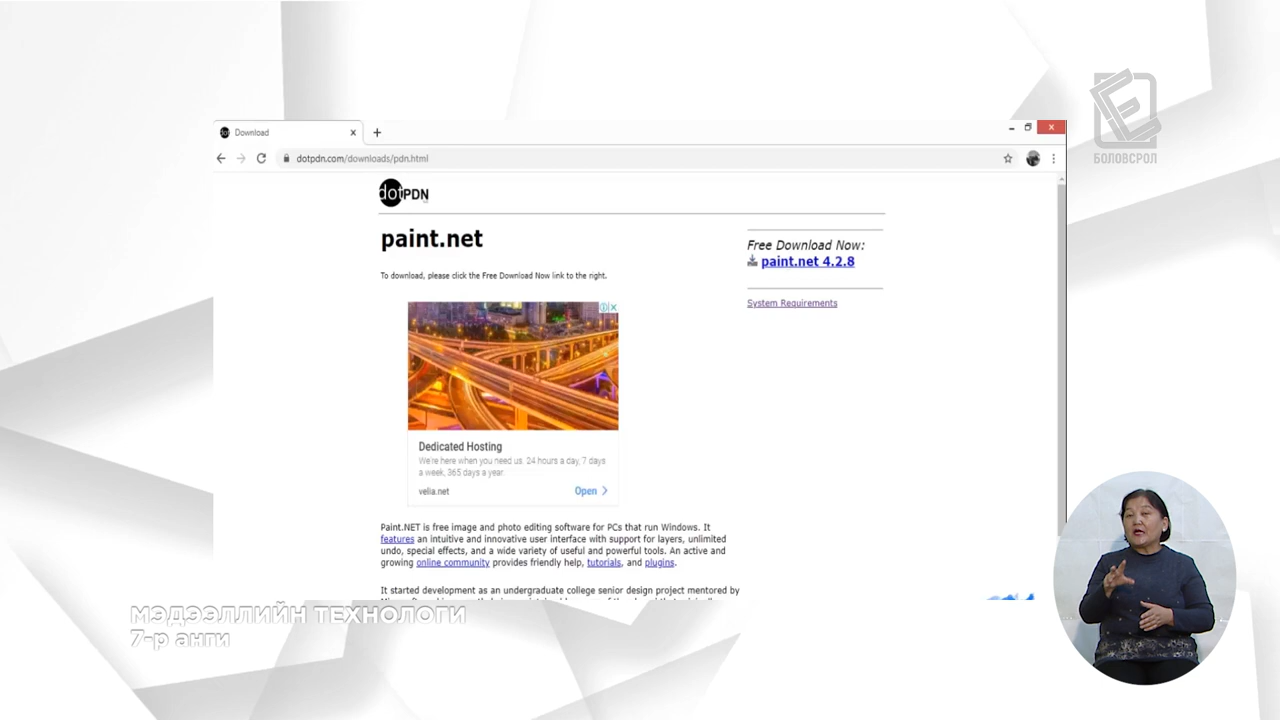 Download
dotpdn.com/downloads/pdn.html
БОЛОВСРОЛ
dotPDN
paint.net
To download, please click the Free Download Now link to the right.
Free Download Now:
paint.net 4.2.8
System Requirements
Dedicated Hosting
We're here when you need us. 24 hours a day, 7 days
a week, 365 days a year.
velia.net
Open
Paint.NET is free image and photo editing software for PCs that run Windows. It
features an intuitive and innovative user interface with support for layers, unlimited
undo, special effects, and a wide variety of useful and powerful tools. An active and
growing online community provides friendly help, tutorials, and plugins.
It started development as an undergraduate college senior design project mentored by
МЭДЭЭЛЛИЙН ТЕХНОЛОГИ
7-р анги